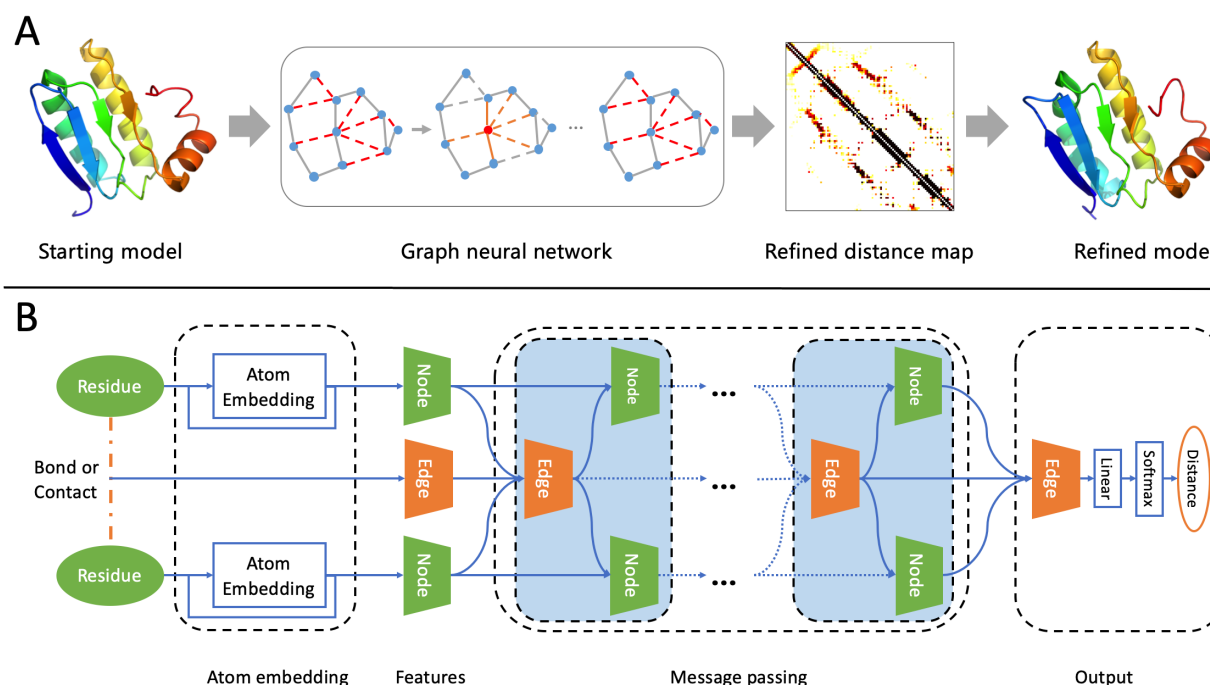 A
Starting model
Graph neural network
Refined distance map
Refined model
B
Residue
Atom
Embedding
Node
Node
...
Node
Bond or
Contact
Edge
Edge
...
Edge
Edge
Linear
Softmax
Distance
Residue
Atom
Embedding
Node
Node
...
Node
Atom embedding
Features
Message passing
Output